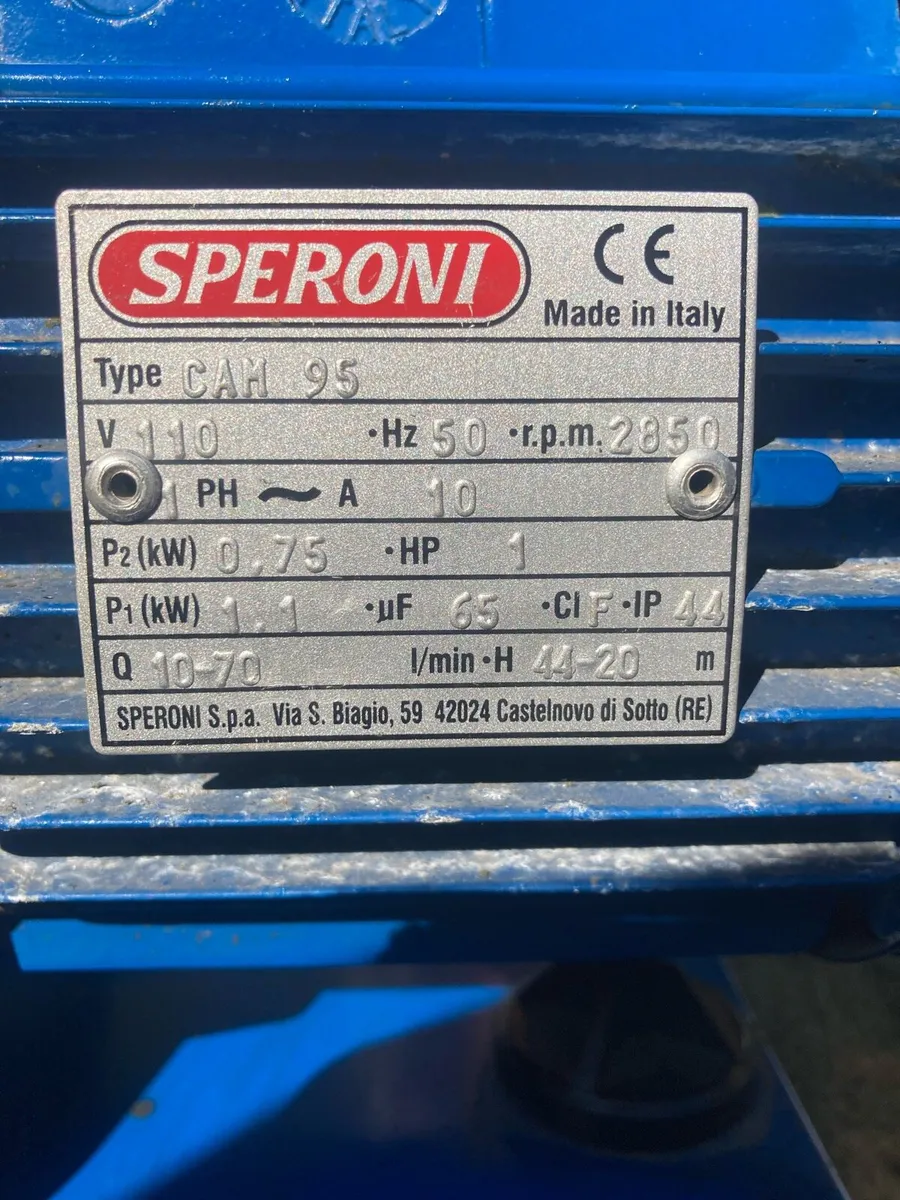 SPERONI
CE
Made in Italy
Type CAM 95
V 110 ·Hz 50 ·r.p.m. 2850
1 PH ~ A 10
P2 (kW) 0.75 ·HP 1
P1 (kW) 1.1 ·µF 65 ·Cl F ·IP 44
Q 10-70 l/min ·H 44-20 m
SPERONI S.p.a. Via S. Biagio, 59 42024 Castelnovo di Sotto (RE)